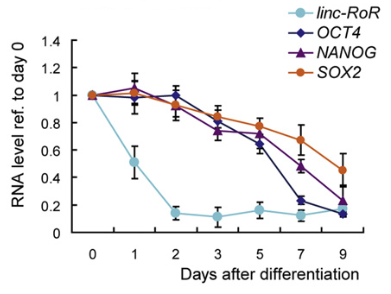 linc-RoR
OCT4
NANOG
SOX2
RNA level ref. to day 0
1.4
1.2
1
0.8
0.6
0.4
0.2
0
0 1 2 3 5 7 9
Days after differentiation